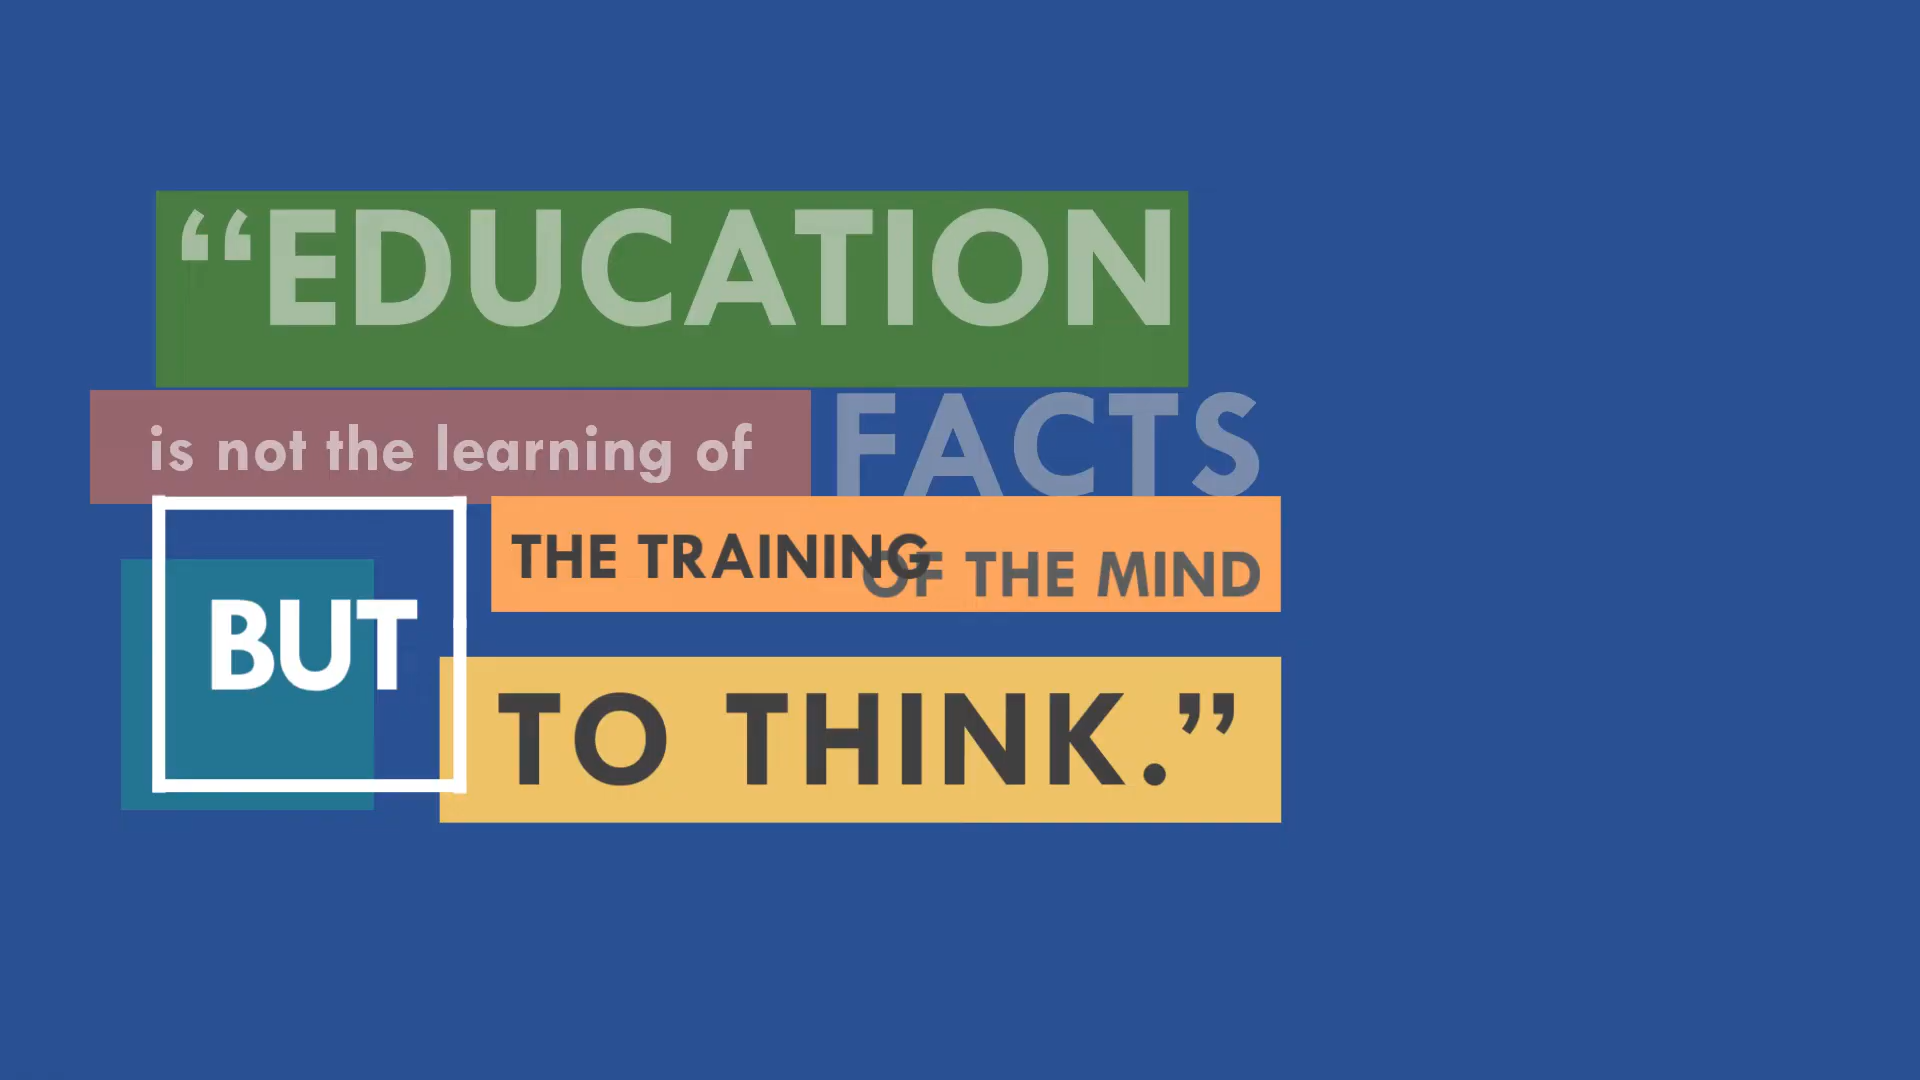 “EDUCATION
is not the learning of FACTS
BUT
THE TRAINING OF THE MIND
TO THINK.”